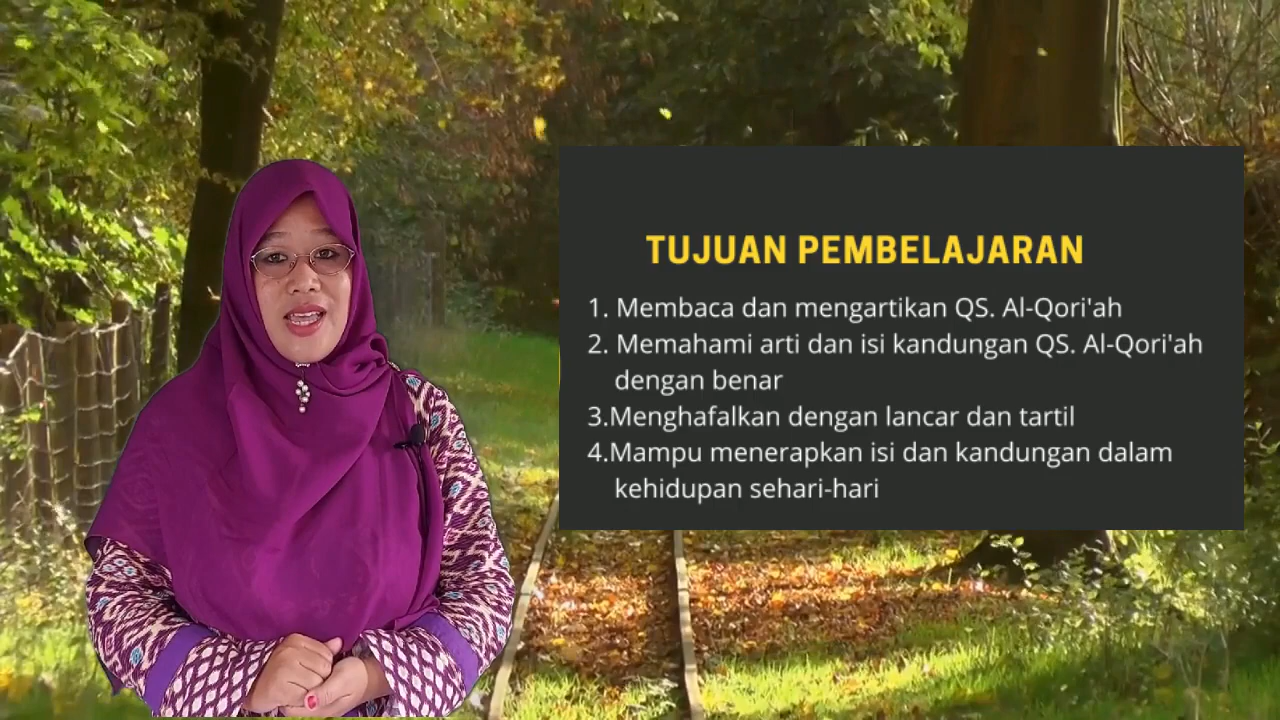 TUJUAN PEMBELAJARAN
1. Membaca dan mengartikan QS. Al-Qori'ah
2. Memahami arti dan isi kandungan QS. Al-Qori'ah
dengan benar
3.Menghafalkan dengan lancar dan tartil
4.Mampu menerapkan isi dan kandungan dalam
kehidupan sehari-hari